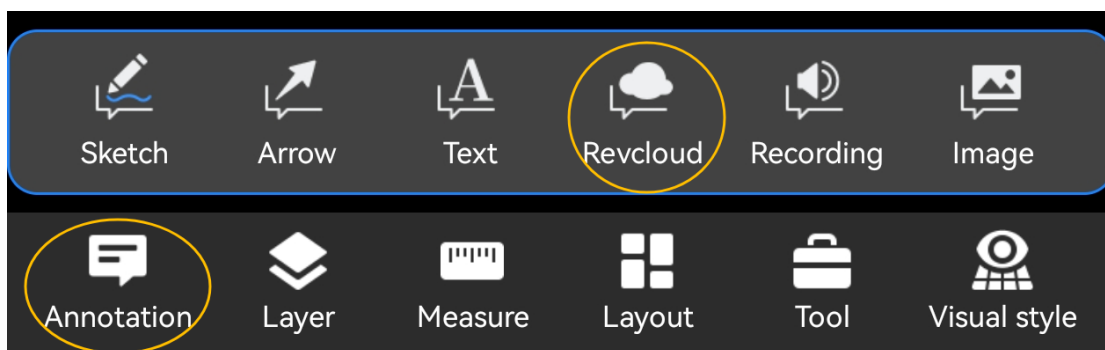 Sketch Arrow Text Revcloud Recording Image
Annotation Layer Measure Layout Tool Visual style